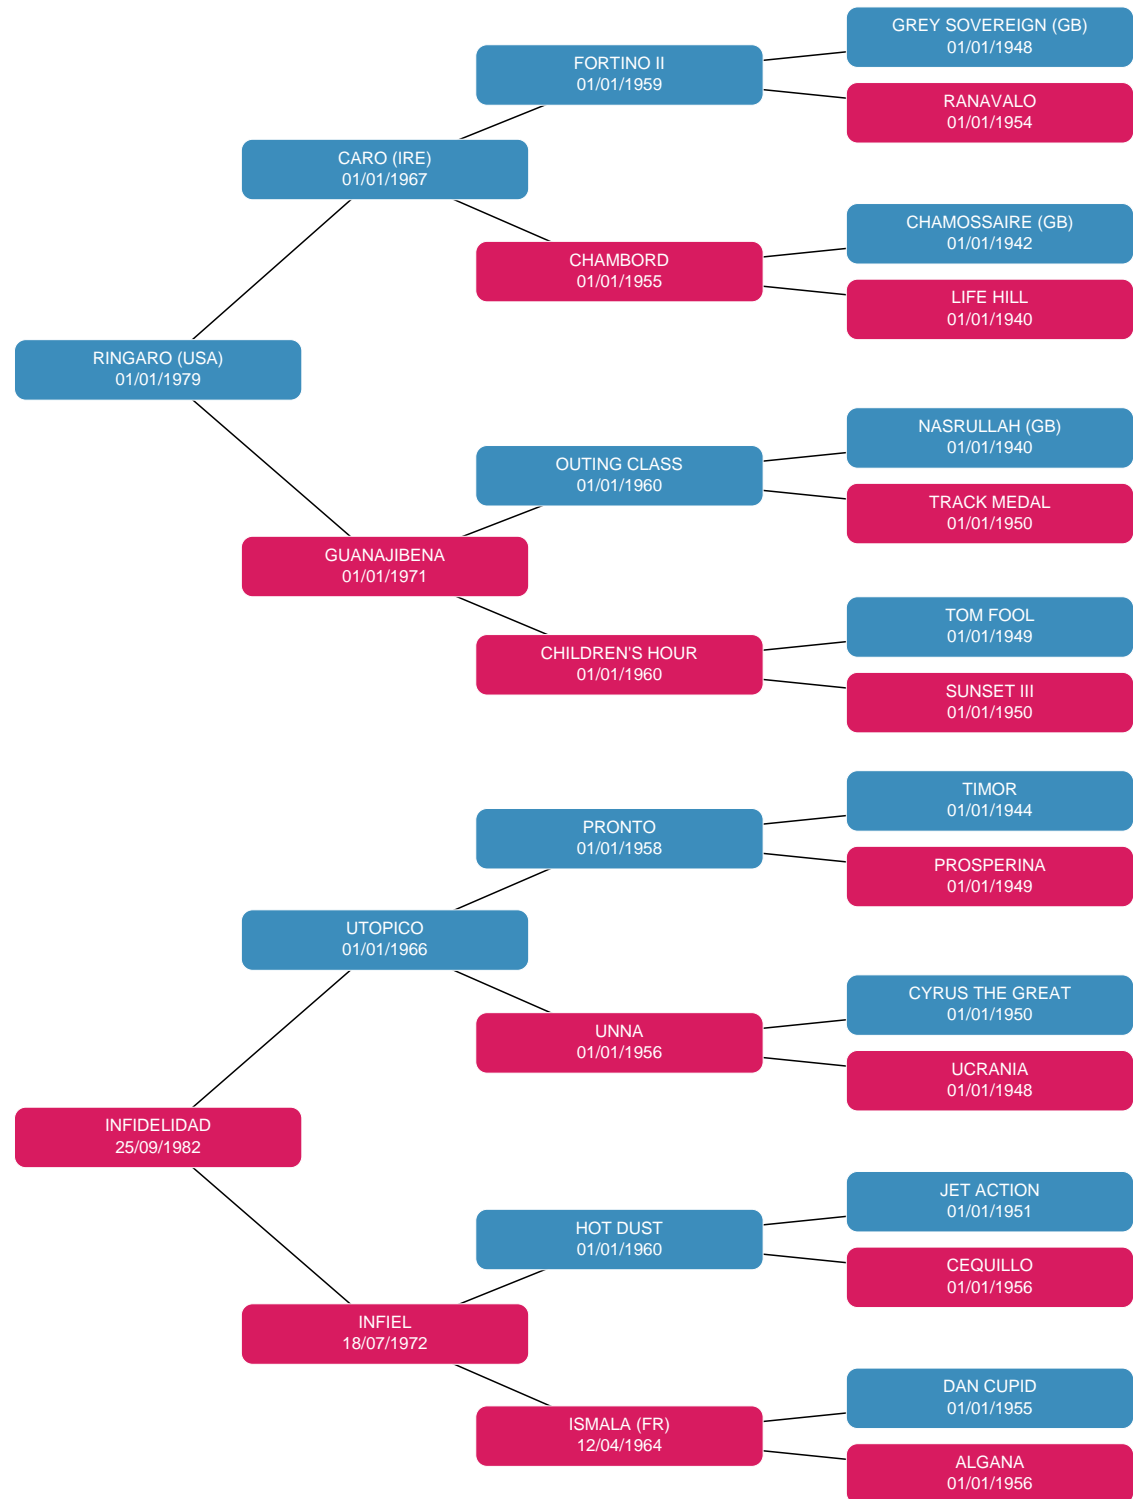 GREY SOVEREIGN (GB)
01/01/1948
FORTINO II
01/01/1959
RANAVALO
01/01/1954
CARO (IRE)
01/01/1967
CHAMOSSAIRE (GB)
01/01/1942
CHAMBORD
01/01/1955
LIFE HILL
01/01/1940
RINGARO (USA)
01/01/1979
NASRULLAH (GB)
01/01/1940
OUTING CLASS
01/01/1960
TRACK MEDAL
01/01/1950
GUANAJIBENA
01/01/1971
TOM FOOL
01/01/1949
CHILDREN'S HOUR
01/01/1960
SUNSET III
01/01/1950
TIMOR
01/01/1944
PRONTO
01/01/1958
PROSPERINA
01/01/1949
UTOPICO
01/01/1966
CYRUS THE GREAT
01/01/1950
UNNA
01/01/1956
UCRANIA
01/01/1948
INFIDELIDAD
25/09/1982
JET ACTION
01/01/1951
HOT DUST
01/01/1960
CEQUILLO
01/01/1956
INFIEL
18/07/1972
DAN CUPID
01/01/1955
ISMALA (FR)
12/04/1964
ALGANA
01/01/1956